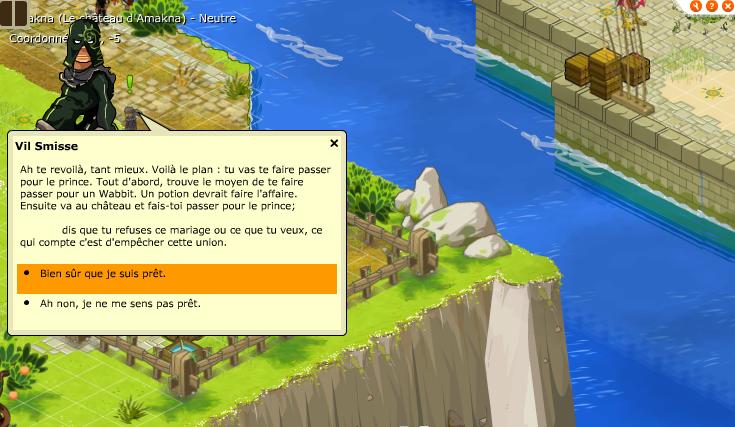 akna (Le château d'Amakna) - Neutre
Coordonné -5
Vil Smisse
Ah te revoilà, tant mieux. Voilà le plan : tu vas te faire passer
pour le prince. Tout d'abord, trouve le moyen de te faire
passer pour un Wabbit. Un potion devrait faire l'affaire.
Ensuite va au château et fais-toi passer pour le prince;
dis que tu refuses ce mariage ou ce que tu veux, ce
qui compte c'est d'empêcher cette union.
Bien sûr que je suis prêt.
Ah non, je ne me sens pas prêt.